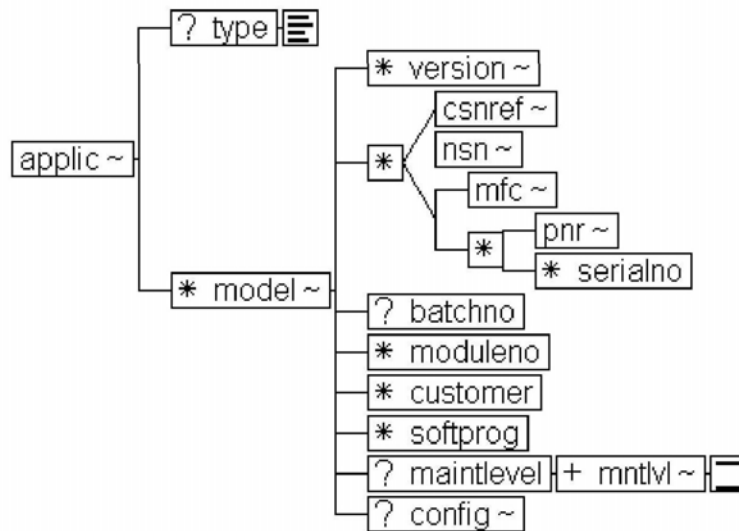 ? type
* version ~
csnref ~
applic ~
*
nsn ~
mfc ~
*
pnr ~
* serialno
* model ~
? batchno
* moduleno
* customer
* softprog
? maintlevel + mntlvl ~
? config ~